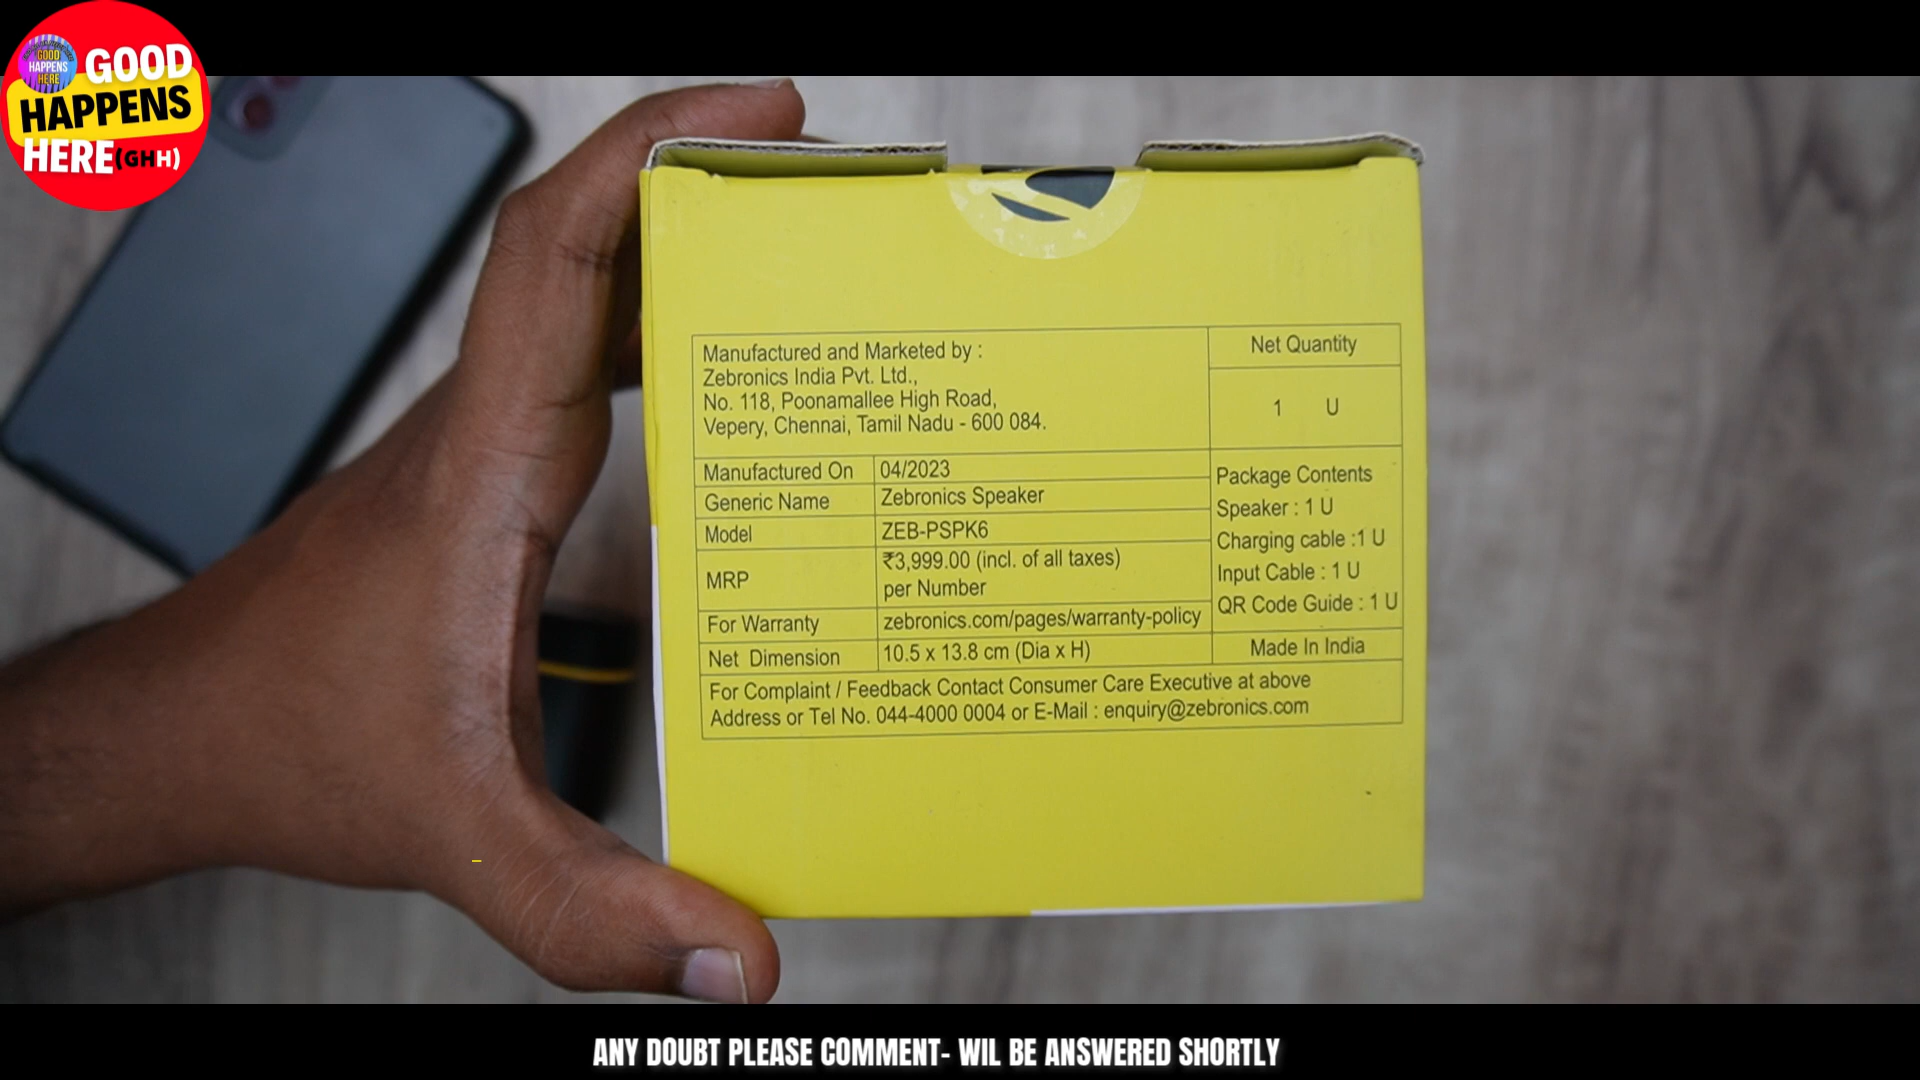 GOOD
HAPPENS
HERE
GOOD
HAPPENS
HERE(GHH)
Manufactured and Marketed by :
Zebronics India Pvt. Ltd.,
No. 118, Poonamallee High Road,
Vepery, Chennai, Tamil Nadu - 600 084.
Net Quantity
1 U
Manufactured On 04/2023
Generic Name Zebronics Speaker
Model ZEB-PSPK6
MRP ₹3,999.00 (incl. of all taxes)
per Number
For Warranty zebronics.com/pages/warranty-policy
Net Dimension 10.5 x 13.8 cm (Dia x H)
Package Contents
Speaker : 1 U
Charging cable :1 U
Input Cable : 1 U
QR Code Guide : 1 U
Made In India
For Complaint / Feedback Contact Consumer Care Executive at above
Address or Tel No. 044-4000 0004 or E-Mail : enquiry@zebronics.com
ANY DOUBT PLEASE COMMENT- WIL BE ANSWERED SHORTLY